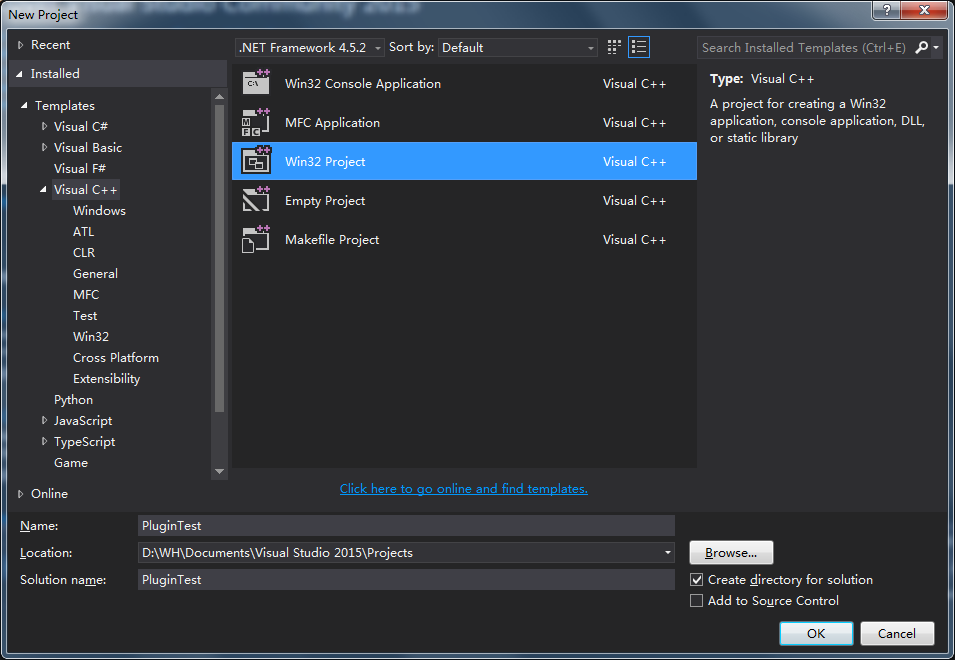 Visual Studio Community 2015
New Project
?
Recent
.NET Framework 4.5.2
Sort by: Default
Search Installed Templates (Ctrl+E)
Installed
Templates
Visual C#
Visual Basic
Visual F#
Visual C++
Windows
ATL
CLR
General
MFC
Test
Win32
Cross Platform
Extensibility
Python
JavaScript
TypeScript
Game
Online
Win32 Console Application Visual C++
MFC Application Visual C++
Win32 Project Visual C++
Empty Project Visual C++
Makefile Project Visual C++
Click here to go online and find templates.
Type: Visual C++
A project for creating a Win32
application, console application, DLL,
or static library
Name: PluginTest
Location: D:\WH\Documents\Visual Studio 2015\Projects
Browse...
Solution name: PluginTest
Create directory for solution
Add to Source Control
OK Cancel